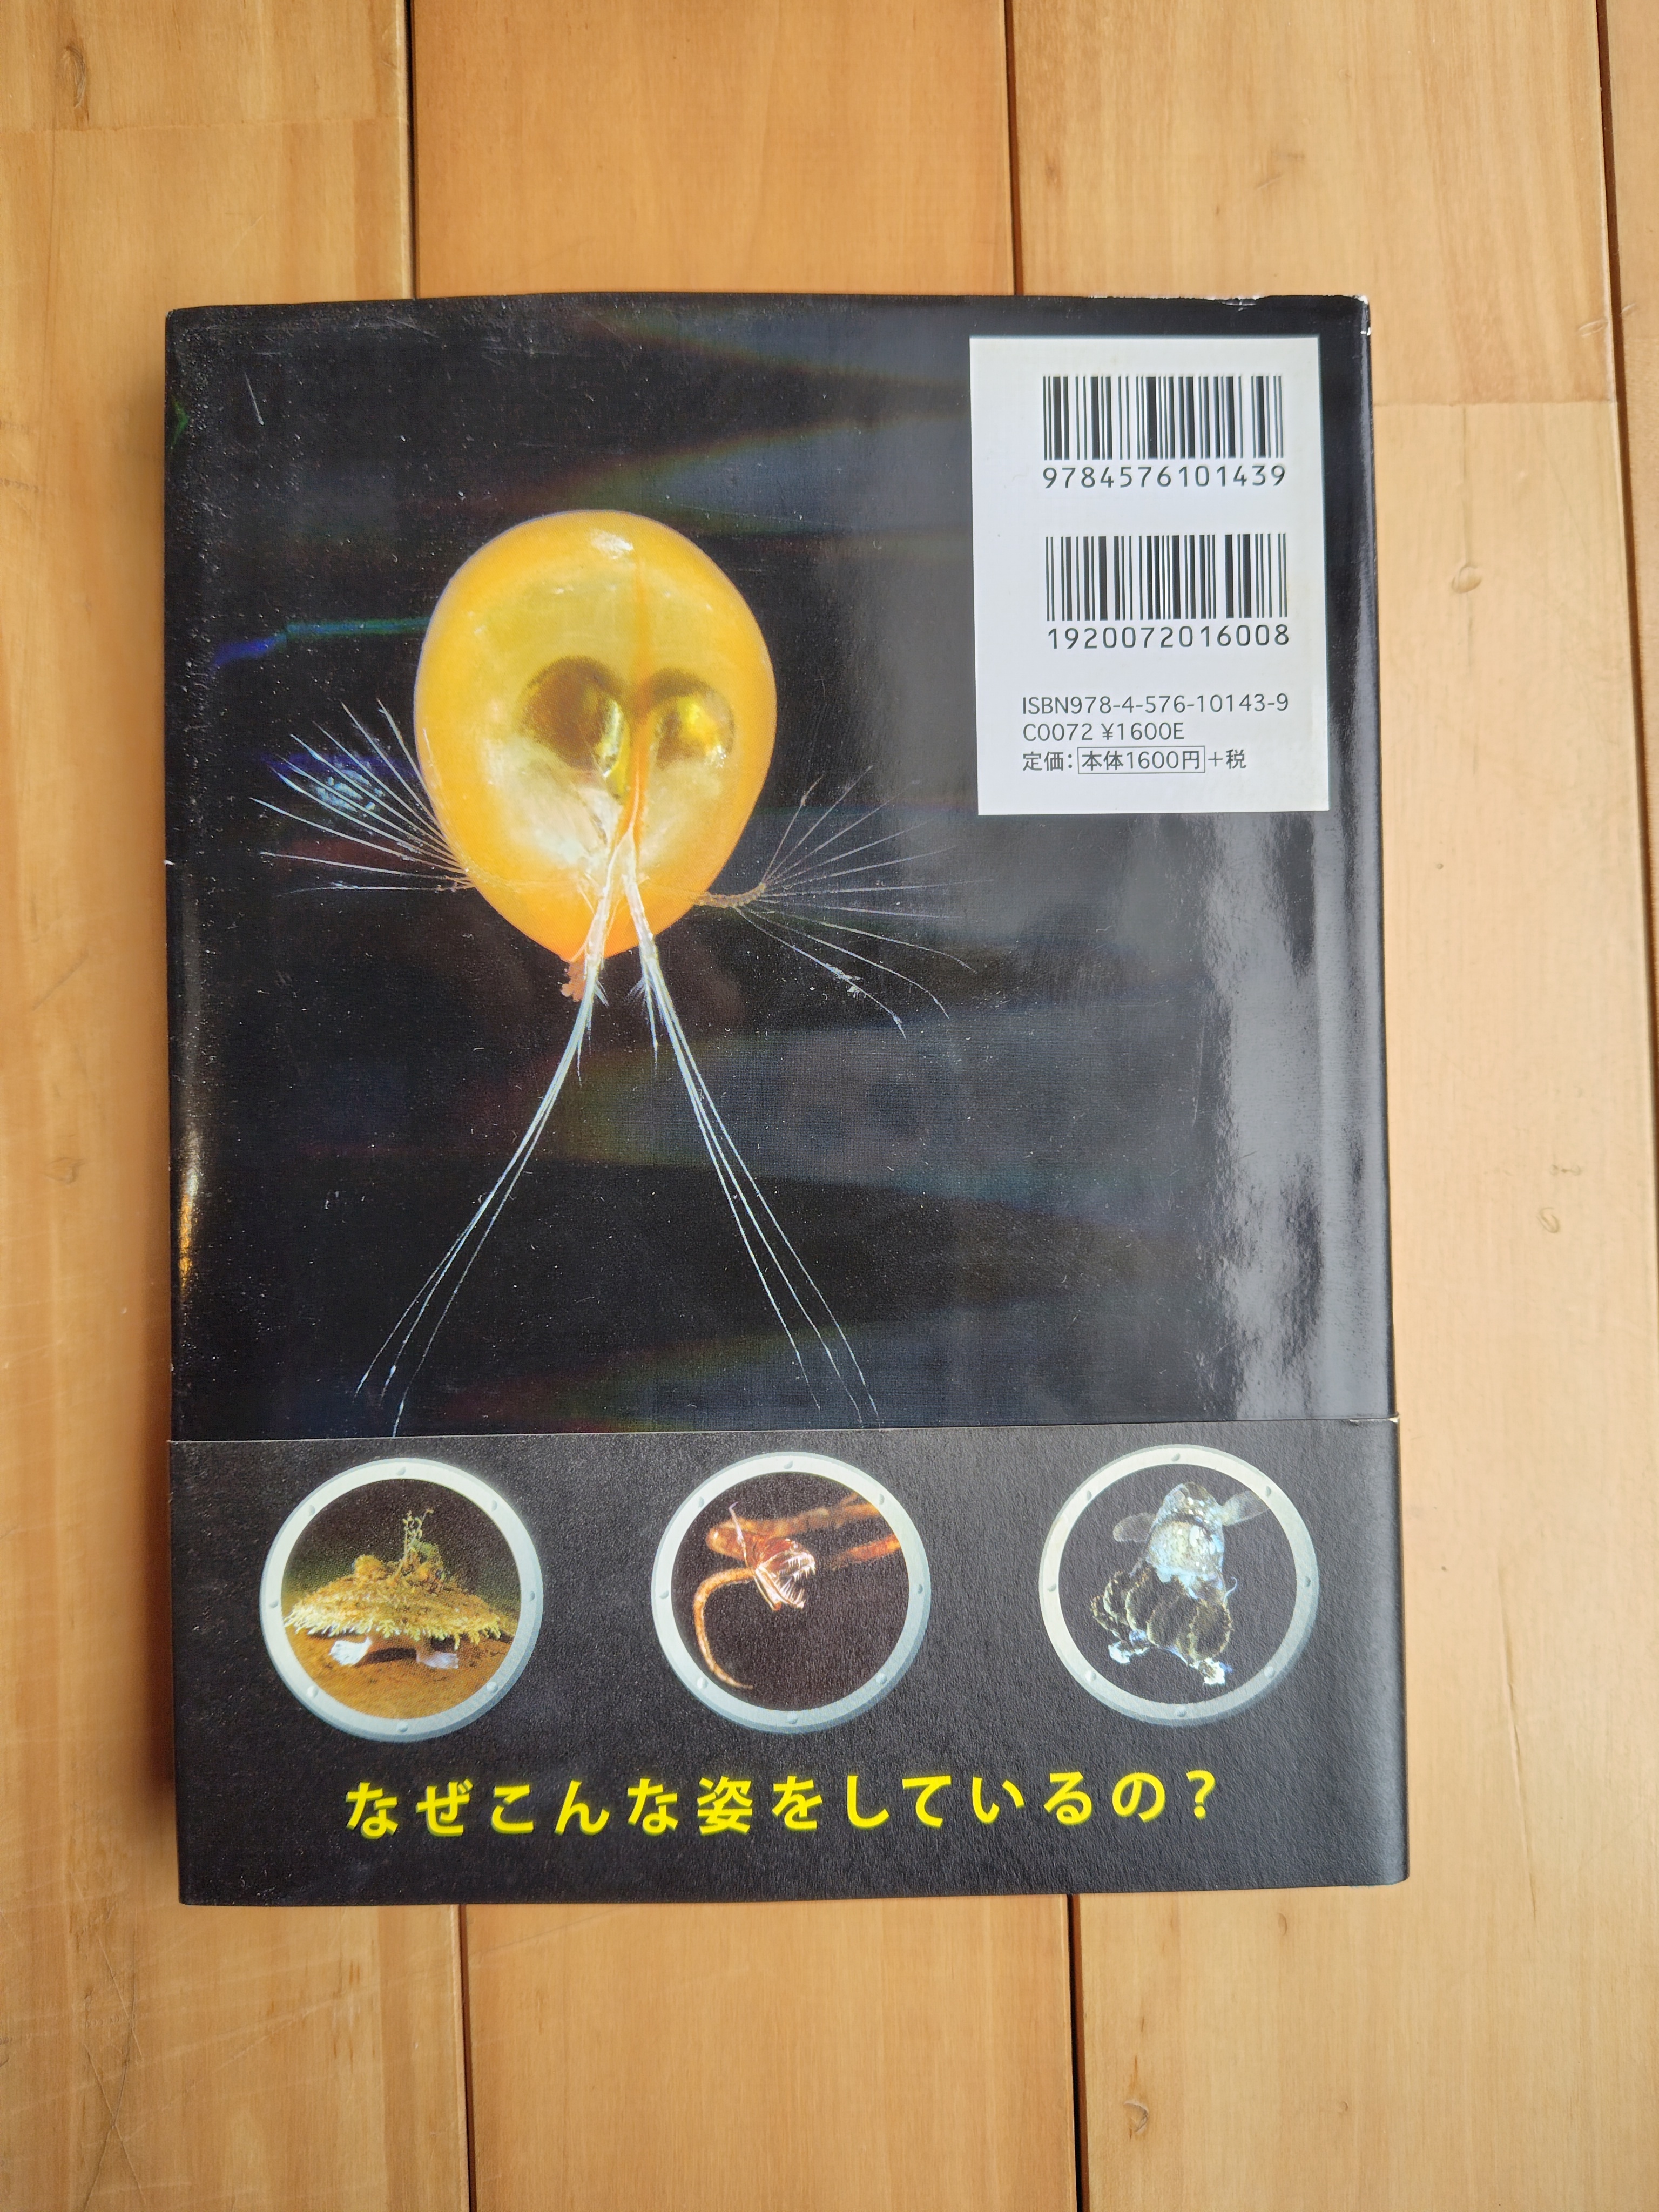 9784576101439
1920072016008
ISBN978-4-576-10143-9
C0072 ¥1600E
定価：本体1600円＋税
なぜこんな姿をしているの？